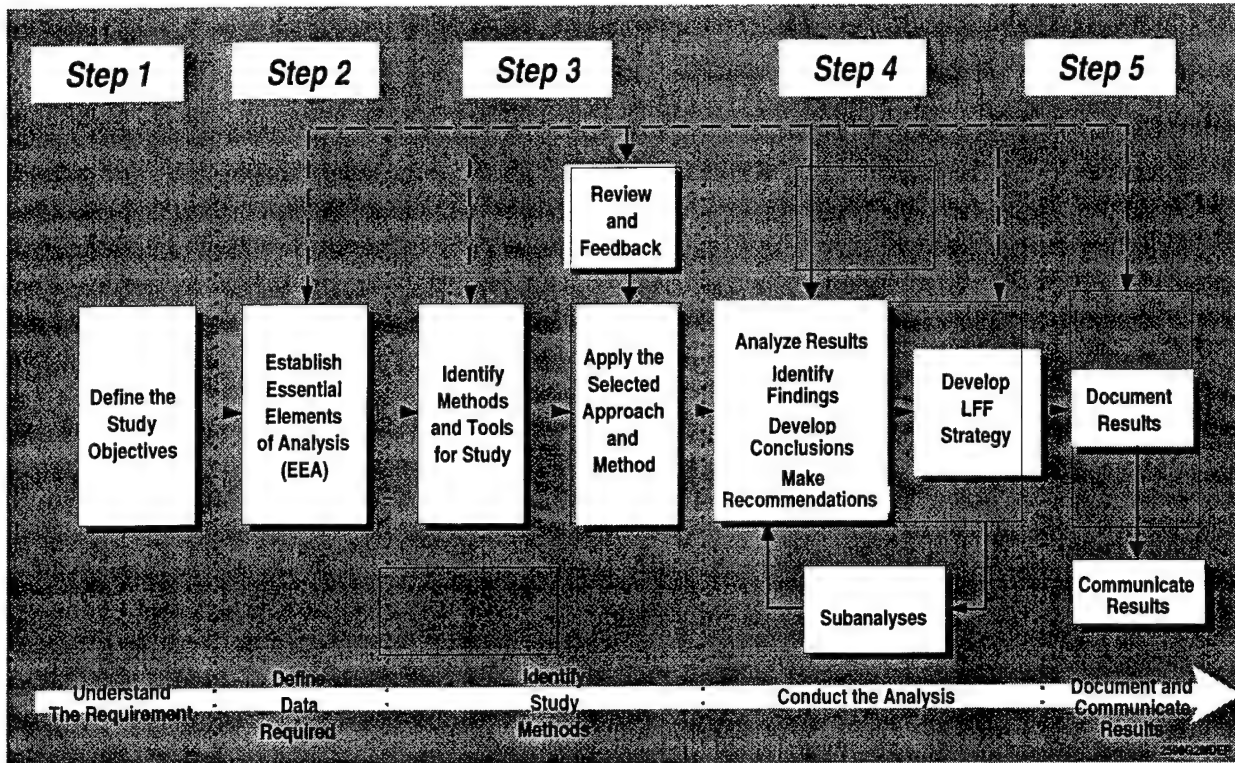 Step 1
Step 2
Step 3
Step 4
Step 5
Review
and
Feedback
Define the
Study
Objectives
Establish
Essential
Elements
of Analysis
(EEA)
Identify
Methods
and Tools
for Study
Apply the
Selected
Approach
and
Method
Analyze Results
Identify
Findings
Develop
Conclusions
Make
Recommendations
Develop
LFF
Strategy
Document
Results
Subanalyses
Communicate
Results
Understand
The Requirement
Define
Data
Required
Identify
Study
Methods
Conduct the Analysis
Document and
Communicate
Results